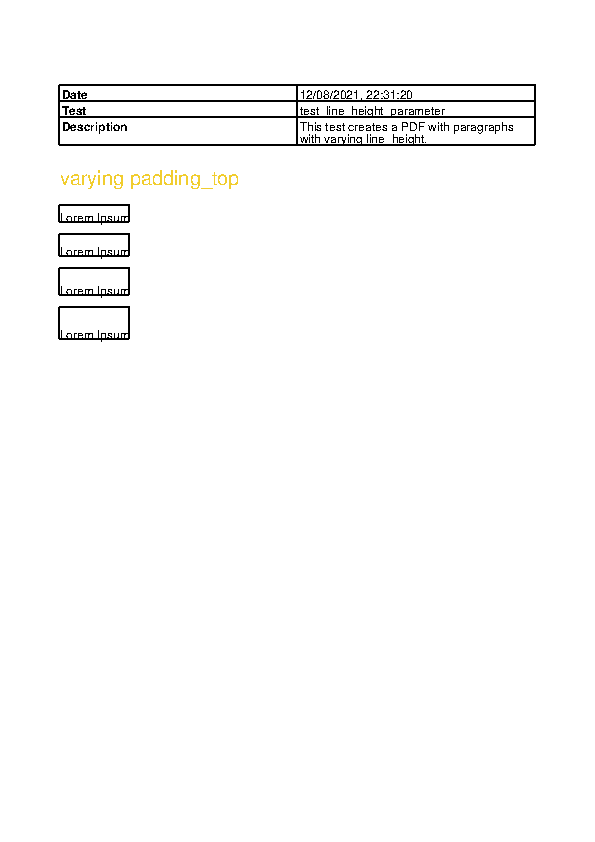 Date 12/08/2021, 22:31:20
Test test_line_height_parameter
Description This test creates a PDF with paragraphs
with varying line_height.
varying padding_top
Lorem Ipsum
Lorem Ipsum
Lorem Ipsum
Lorem Ipsum